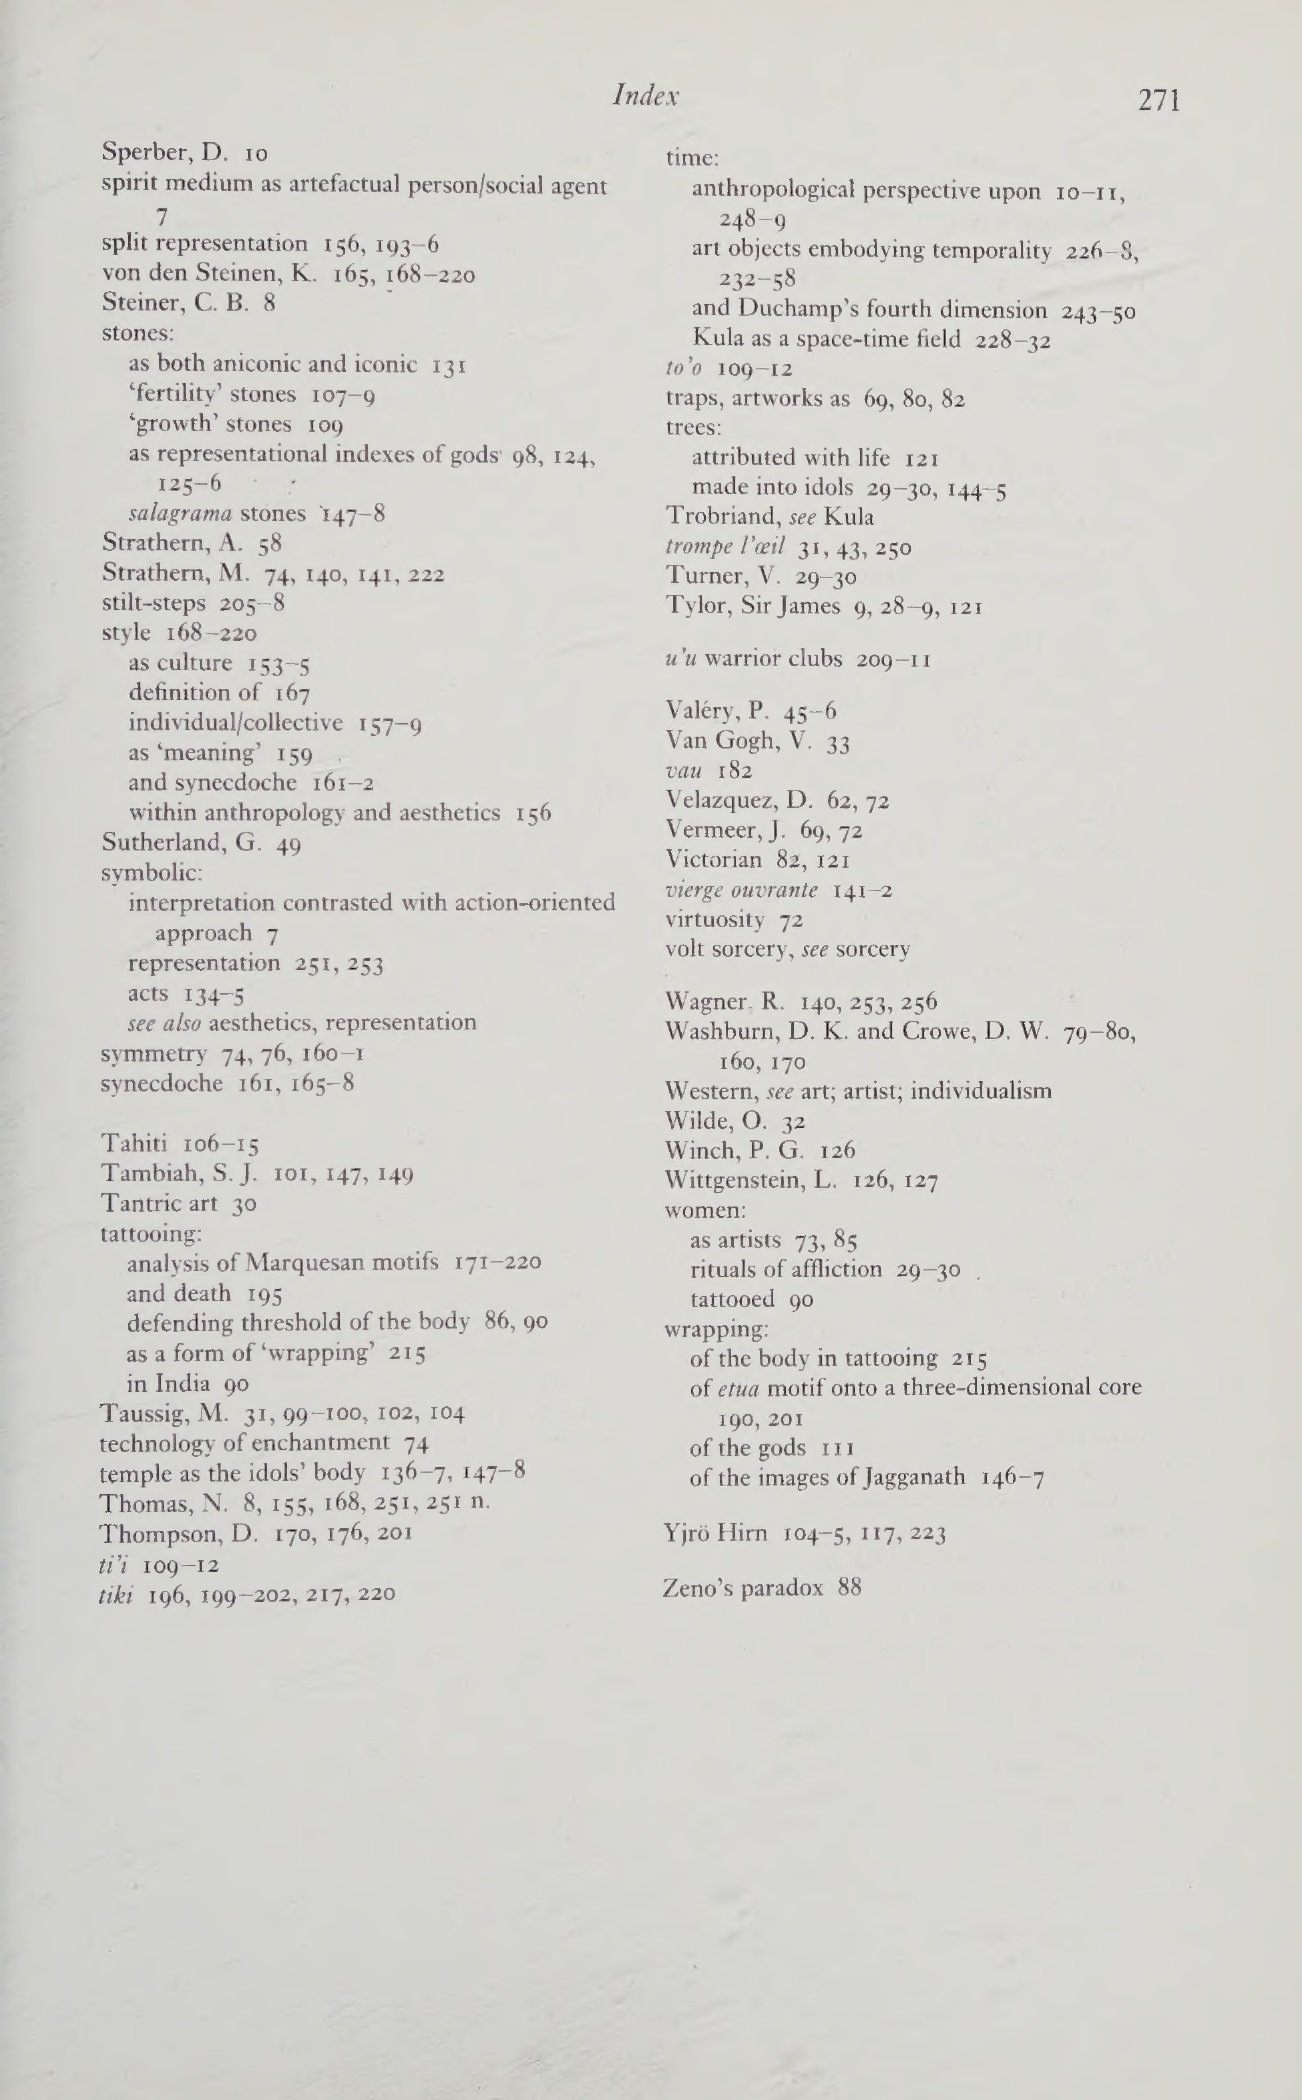 Index
271
Sperber, D. 10
spirit medium as artefactual person/social agent
7
split representation 156, 193–6
von den Steinen, K. 165, 168–220
Steiner, C. B. 8
stones:
as both aniconic and iconic 131
‘fertility’ stones 107–9
‘growth’ stones 109
as representational indexes of gods 98, 124,
125–6
salagrama stones 147–8
Strathern, A. 58
Strathern, M. 74, 140, 141, 222
stilt-steps 205–8
style 168–220
as culture 153–5
definition of 167
individual/collective 157–9
as ‘meaning’ 159
and synecdoche 161–2
within anthropology and aesthetics 156
Sutherland, G. 49
symbolic:
interpretation contrasted with action-oriented
approach 7
representation 251, 253
acts 134–5
see also aesthetics, representation
symmetry 74, 76, 160–1
synecdoche 161, 165–8
Tahiti 106–15
Tambiah, S. J. 101, 147, 149
Tantric art 30
tattooing:
analysis of Marquesan motifs 171–220
and death 195
defending threshold of the body 86, 90
as a form of ‘wrapping’ 215
in India 90
Taussig, M. 31, 99–100, 102, 104
technology of enchantment 74
temple as the idols’ body 136–7, 147–8
Thomas, N. 8, 155, 168, 251, 251 n.
Thompson, D. 170, 176, 201
ti’i 109–12
tiki 196, 199–202, 217, 220
time:
anthropological perspective upon 10–11,
248–9
art objects embodying temporality 226–8,
232–58
and Duchamp’s fourth dimension 243–50
Kula as a space-time field 228–32
to’o 109–12
traps, artworks as 69, 80, 82
trees:
attributed with life 121
made into idols 29–30, 144–5
Trobriand, see Kula
trompe l’œil 31, 43, 250
Turner, V. 29–30
Tylor, Sir James 9, 28–9, 121
u’u warrior clubs 209–11
Valéry, P. 45–6
Van Gogh, V. 33
vau 182
Velazquez, D. 62, 72
Vermeer, J. 69, 72
Victorian 82, 121
vierge ouvrante 141–2
virtuosity 72
volt sorcery, see sorcery
Wagner, R. 140, 253, 256
Washburn, D. K. and Crowe, D. W. 79–80,
160, 170
Western, see art; artist; individualism
Wilde, O. 32
Winch, P. G. 126
Wittgenstein, L. 126, 127
women:
as artists 73, 85
rituals of affliction 29–30
tattooed 90
wrapping:
of the body in tattooing 215
of etua motif onto a three-dimensional core
190, 201
of the gods 111
of the images of Jagganath 146–7
Yjrö Hirn 104–5, 117, 223
Zeno’s paradox 88